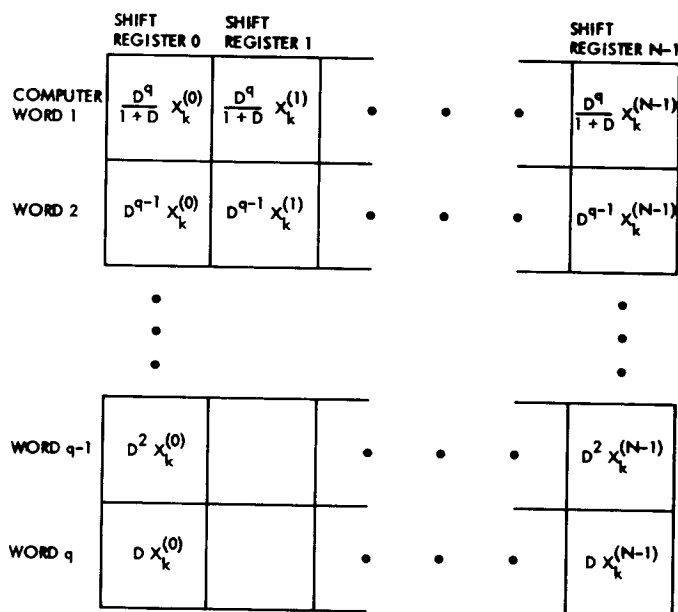 SHIFT REGISTER 0 SHIFT REGISTER 1 SHIFT REGISTER N-1
COMPUTER WORD 1 D^q/(1 + D) X_k^(0) D^q/(1 + D) X_k^(1) • • • D^q/(1 + D) X_k^(N-1)
WORD 2 D^(q-1) X_k^(0) D^(q-1) X_k^(1) • • • D^(q-1) X_k^(N-1)
WORD q-1 D^2 X_k^(0) • • • D^2 X_k^(N-1)
WORD q D X_k^(0) • • • D X_k^(N-1)